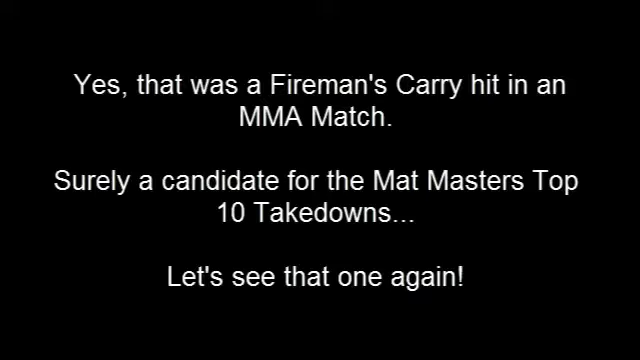 Yes, that was a Fireman's Carry hit in an
MMA Match.
Surely a candidate for the Mat Masters Top
10 Takedowns...
Let's see that one again!